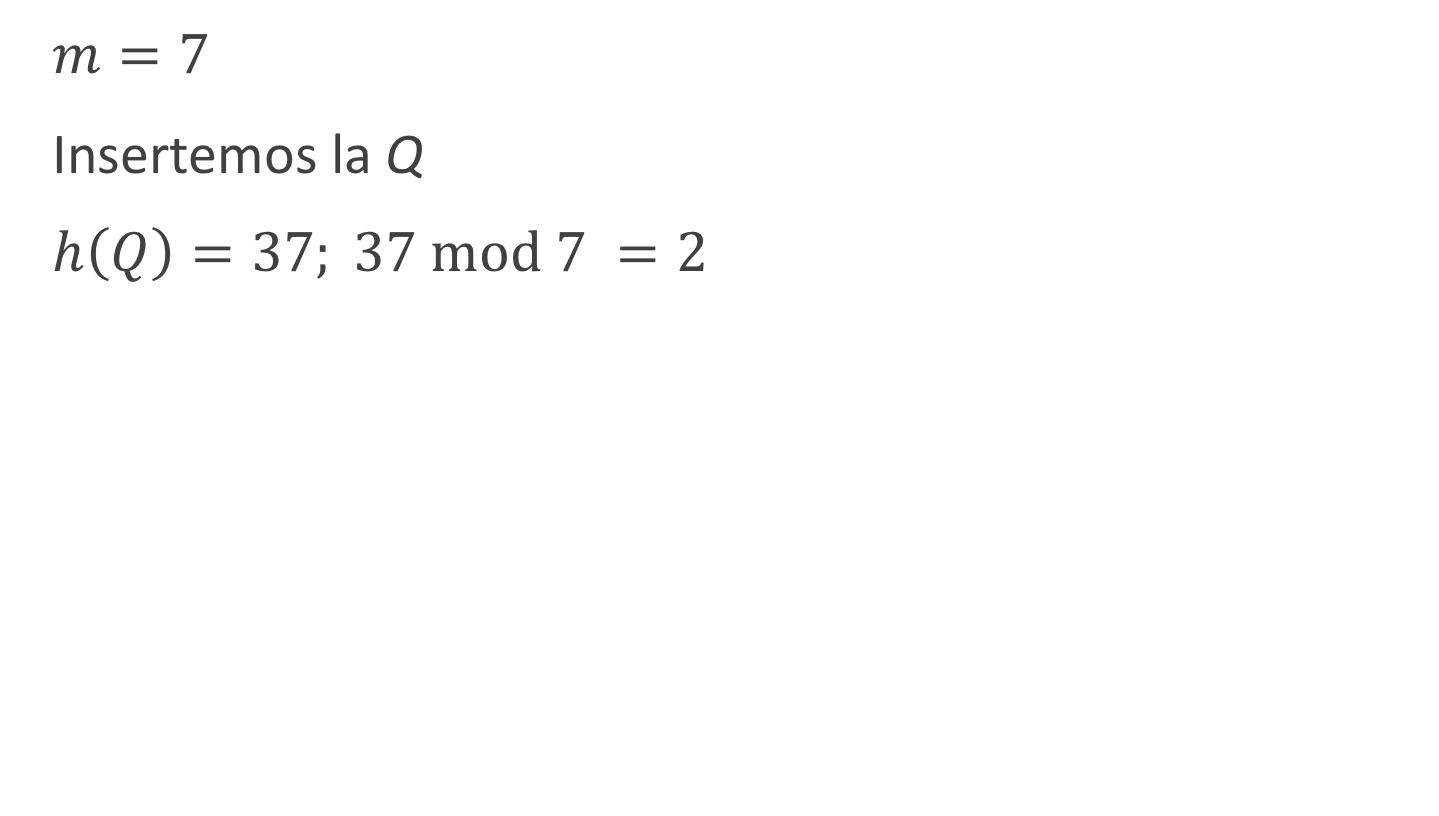 m = 7
Insertemos la Q
h(Q) = 37; 37 mod 7 = 2